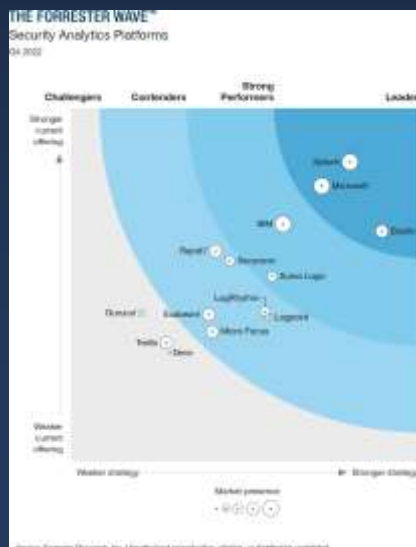 THE FORRESTER WAVE™
Security Analytics Platforms
Q4 2022
Strong
Challengers Contenders Performers Leade
Stronger
current
offering
Splunk
Microsoft
IBM
Elastic
Rapid7
Securonix
Sumo Logic
LogRhythm
Gurucul Exabeam Logpoint
Micro Focus
Trellix
Devo
Weaker
current
offering
Weaker strategy Stronger strategy
Market presence